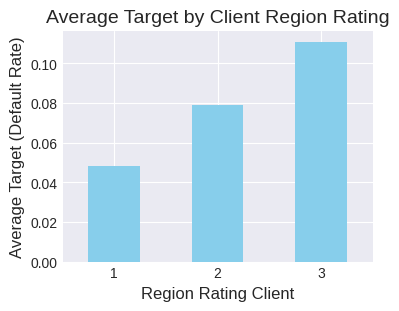 Average Target by Client Region Rating
Average Target (Default Rate)
0.10
0.08
0.06
0.04
0.02
0.00
1 2 3
Region Rating Client